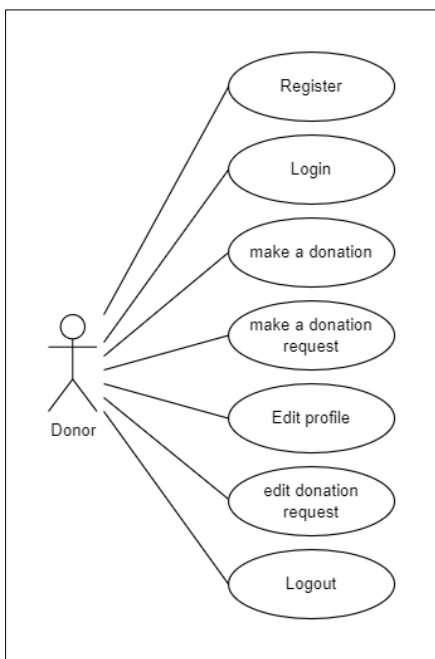 Register
Login
make a donation
make a donation
request
Edit profile
Donor
edit donation
request
Logout